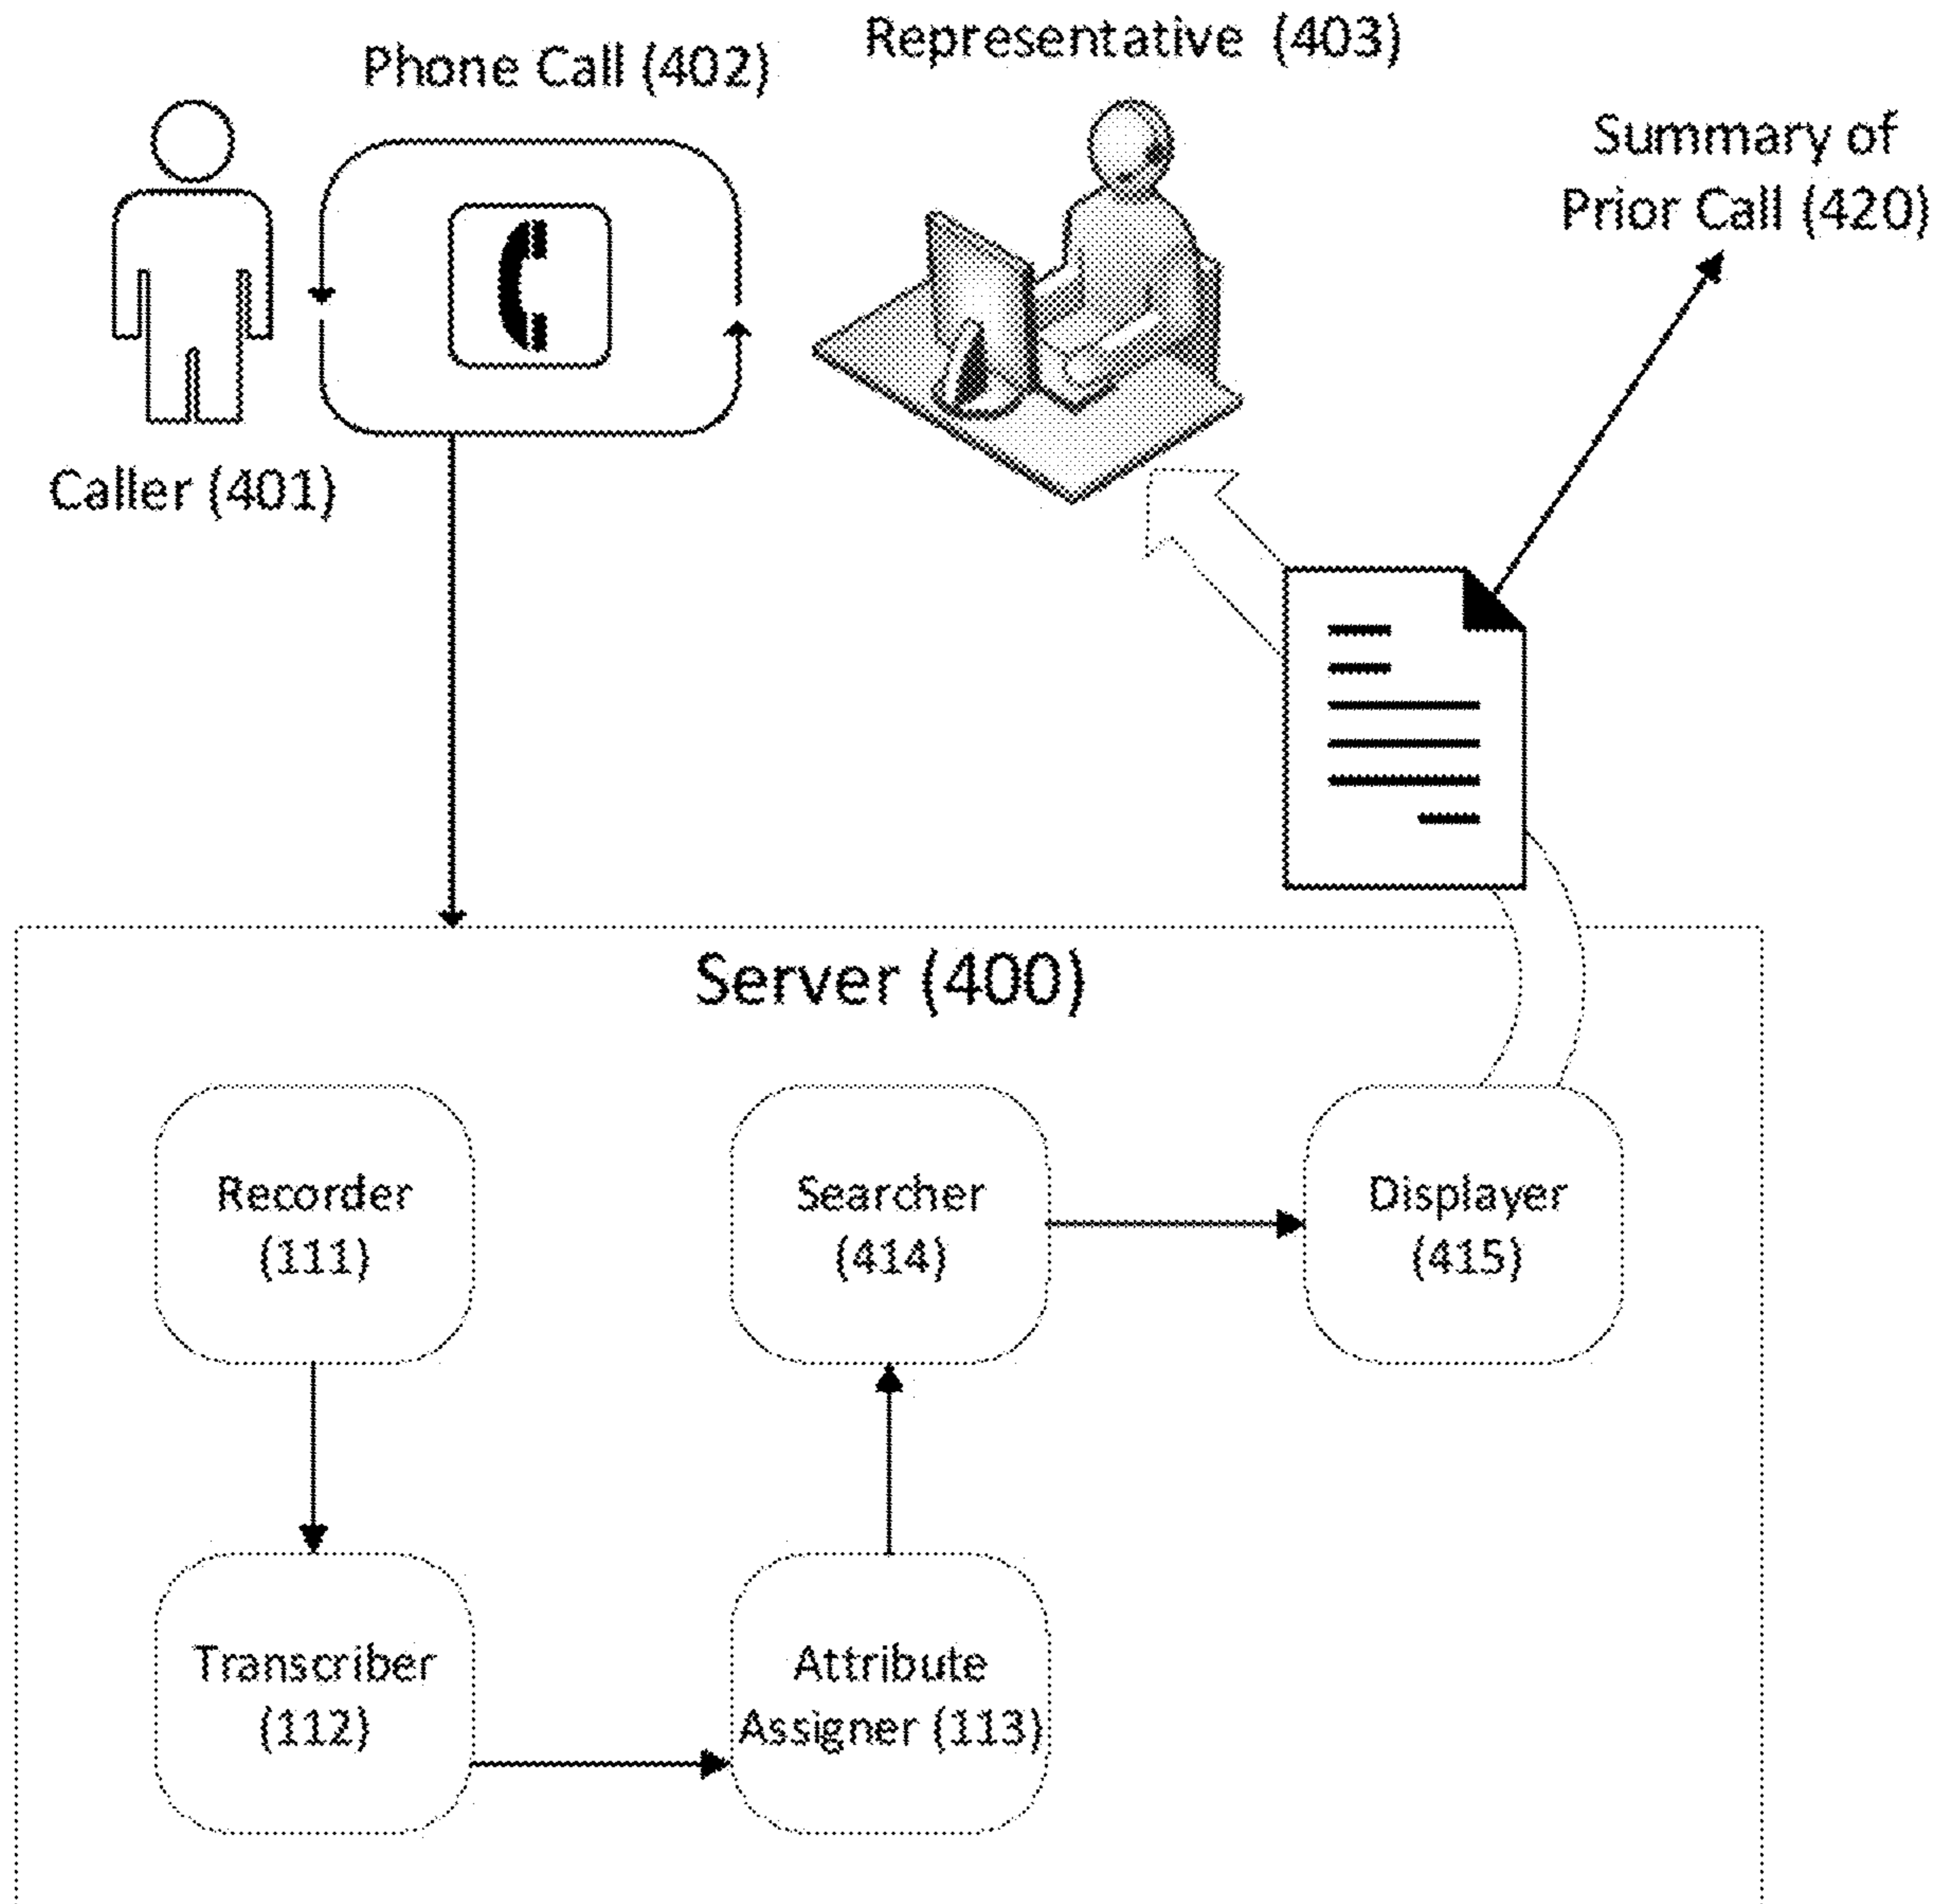 Phone Call (402)
Representative (403)
Summary of
Prior Call (420)
Caller (401)
Server (400)
Recorder
(111)
Searcher
(414)
Displayer
(415)
Transcriber
(112)
Attribute
Assigner (113)